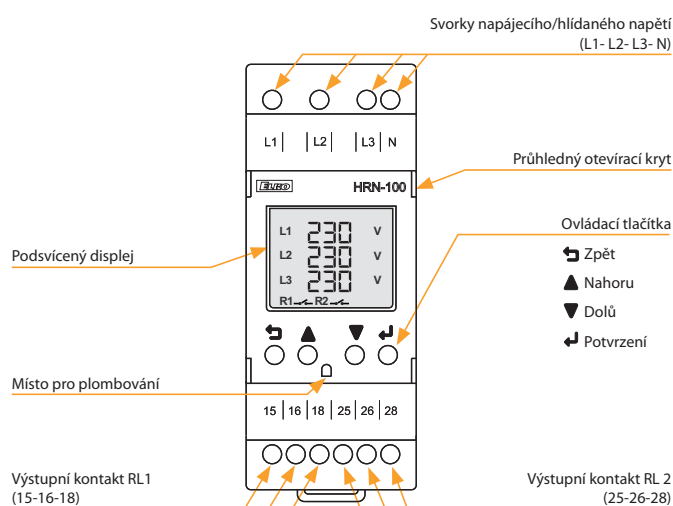 Svorky napájecího/hlídaného napětí
(L1- L2- L3- N)
L1 L2 L3 N
Průhledný otevírací kryt
ELKO HRN-100
Ovládací tlačítka
L1 230 V
L2 230 V
L3 230 V
R1 R2
Podsvícený displej
Zpět
Nahoru
Dolů
Potvrzení
Místo pro plombování
15 16 18 25 26 28
Výstupní kontakt RL1
(15-16-18)
Výstupní kontakt RL 2
(25-26-28)